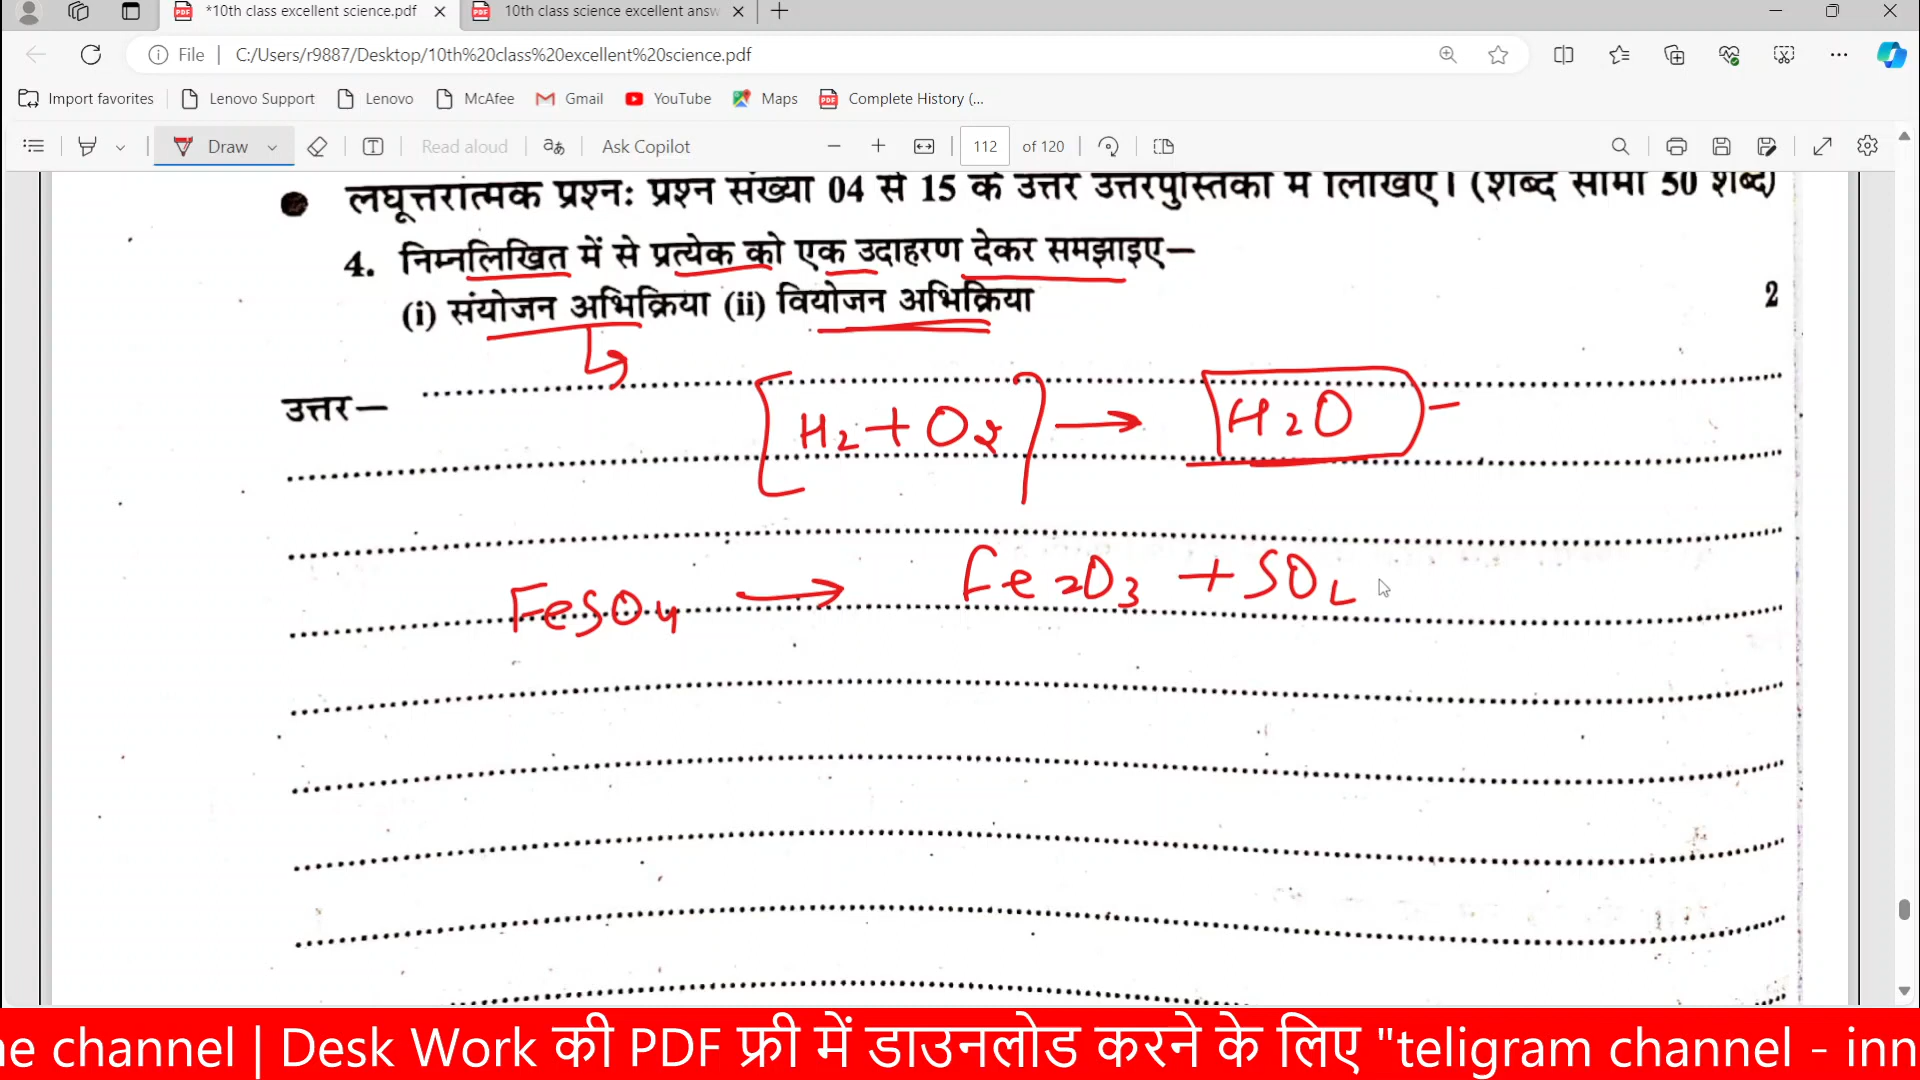 *10th class excellent science.pdf
10th class science excellent answ
File | C:/Users/r9887/Desktop/10th%20class%20excellent%20science.pdf
Import favorites Lenovo Support Lenovo McAfee Gmail YouTube Maps Complete History (...
Draw Read aloud aあ Ask Copilot 112 of 120
लघूत्तरात्मक प्रश्न: प्रश्न संख्या 04 से 15 के उत्तर उत्तरपुस्तिका में लिखिए। (शब्द सीमा 50 शब्द)
4. निम्नलिखित में से प्रत्येक को एक उदाहरण देकर समझाइए—
(i) संयोजन अभिक्रिया (ii) वियोजन अभिक्रिया 2
उत्तर—
[H2 + O2] → H2O
FeSO4 → Fe2O3 + SO2
ne channel | Desk Work की PDF फ्री में डाउनलोड करने के लिए "teligram channel - inn